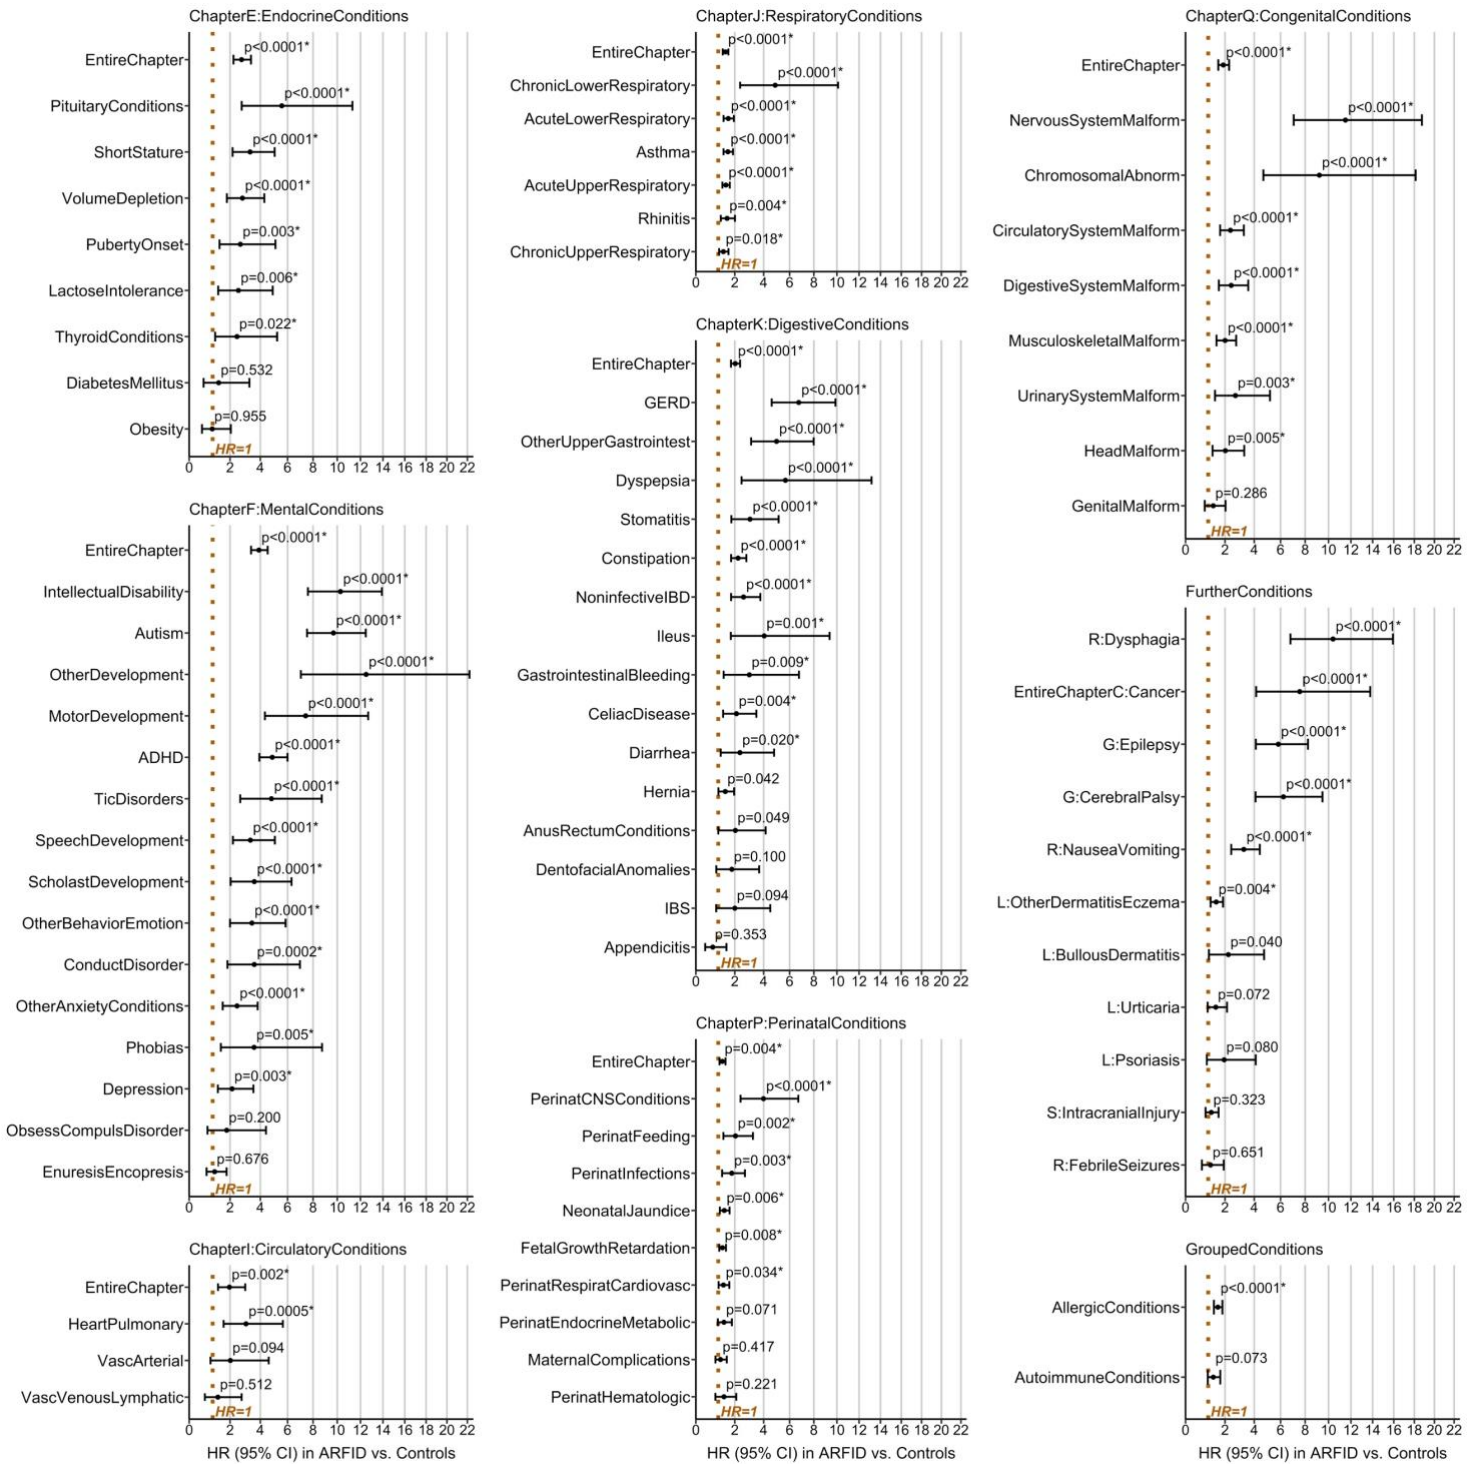 ChapterE:EndocrineConditions
EntireChapter p<0.0001*
PituitaryConditions p<0.0001*
ShortStature p<0.0001*
VolumeDepletion p<0.0001*
PubertyOnset p=0.003*
LactoseIntolerance p=0.006*
ThyroidConditions p=0.022*
DiabetesMellitus p=0.532
Obesity p=0.955
HR=1
0 2 4 6 8 10 12 14 16 18 20 22
ChapterF:MentalConditions
EntireChapter p<0.0001*
IntellectualDisability p<0.0001*
Autism p<0.0001*
OtherDevelopment p<0.0001*
MotorDevelopment p<0.0001*
ADHD p<0.0001*
TicDisorders p<0.0001*
SpeechDevelopment p<0.0001*
ScholastDevelopment p<0.0001*
OtherBehaviorEmotion p<0.0001*
ConductDisorder p=0.0002*
OtherAnxietyConditions p<0.0001*
Phobias p=0.005*
Depression p=0.003*
ObsessCompulsDisorder p=0.200
EnuresisEncopresis p=0.676
HR=1
0 2 4 6 8 10 12 14 16 18 20 22
ChapterI:CirculatoryConditions
EntireChapter p=0.002*
HeartPulmonary p=0.0005*
VascArterial p=0.094
VascVenousLymphatic p=0.512
HR=1
0 2 4 6 8 10 12 14 16 18 20 22
HR (95% CI) in ARFID vs. Controls
ChapterJ:RespiratoryConditions
EntireChapter p<0.0001*
ChronicLowerRespiratory p<0.0001*
AcuteLowerRespiratory p<0.0001*
Asthma p<0.0001*
AcuteUpperRespiratory p<0.0001*
Rhinitis p=0.004*
ChronicUpperRespiratory p=0.018*
HR=1
0 2 4 6 8 10 12 14 16 18 20 22
ChapterK:DigestiveConditions
EntireChapter p<0.0001*
GERD p<0.0001*
OtherUpperGastrointest p<0.0001*
Dyspepsia p<0.0001*
Stomatitis p<0.0001*
Constipation p<0.0001*
NoninfectiveIBD p<0.0001*
Ileus p=0.001*
GastrointestinalBleeding p=0.009*
CeliacDisease p=0.004*
Diarrhea p=0.020*
Hernia p=0.042
AnusRectumConditions p=0.049
DentofacialAnomalies p=0.100
IBS p=0.094
Appendicitis p=0.353
HR=1
0 2 4 6 8 10 12 14 16 18 20 22
ChapterP:PerinatalConditions
EntireChapter p=0.004*
PerinatCNSConditions p<0.0001*
PerinatFeeding p=0.002*
PerinatInfections p=0.003*
NeonatalJaundice p=0.006*
FetalGrowthRetardation p=0.008*
PerinatRespiratCardiovasc p=0.034*
PerinatEndocrineMetabolic p=0.071
MaternalComplications p=0.417
PerinatHematologic p=0.221
HR=1
0 2 4 6 8 10 12 14 16 18 20 22
HR (95% CI) in ARFID vs. Controls
ChapterQ:CongenitalConditions
EntireChapter p<0.0001*
NervousSystemMalform p<0.0001*
ChromosomalAbnorm p<0.0001*
CirculatorySystemMalform p<0.0001*
DigestiveSystemMalform p<0.0001*
MusculoskeletalMalform p<0.0001*
UrinarySystemMalform p=0.003*
HeadMalform p=0.005*
GenitalMalform p=0.286
HR=1
0 2 4 6 8 10 12 14 16 18 20 22
FurtherConditions
R:Dysphagia p<0.0001*
EntireChapterC:Cancer p<0.0001*
G:Epilepsy p<0.0001*
G:CerebralPalsy p<0.0001*
R:NauseaVomiting p<0.0001*
L:OtherDermatitisEczema p=0.004*
L:BullousDermatitis p=0.040
L:Urticaria p=0.072
L:Psoriasis p=0.080
S:IntracranialInjury p=0.323
R:FebrileSeizures p=0.651
HR=1
0 2 4 6 8 10 12 14 16 18 20 22
GroupedConditions
AllergicConditions p<0.0001*
AutoimmuneConditions p=0.073
HR=1
0 2 4 6 8 10 12 14 16 18 20 22
HR (95% CI) in ARFID vs. Controls